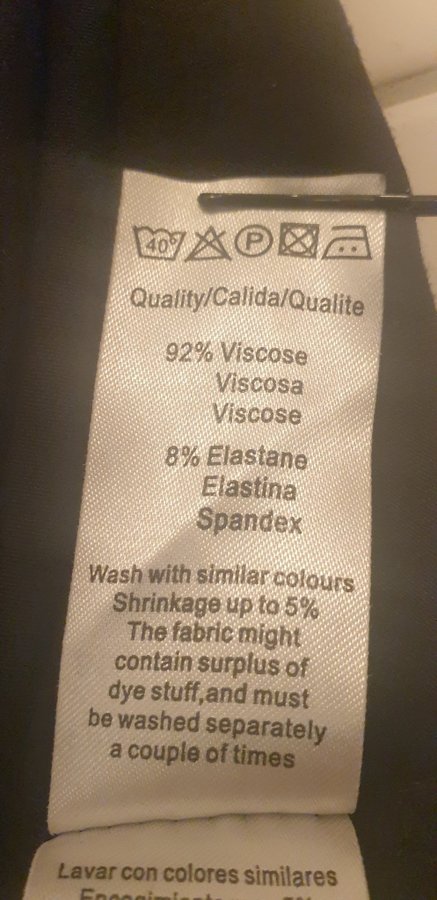 40°
P
Quality/Calida/Qualite
92% Viscose
Viscosa
Viscose
8% Elastane
Elastina
Spandex
Wash with similar colours
Shrinkage up to 5%
The fabric might
contain surplus of
dye stuff,and must
be washed separately
a couple of times
Lavar con colores similares